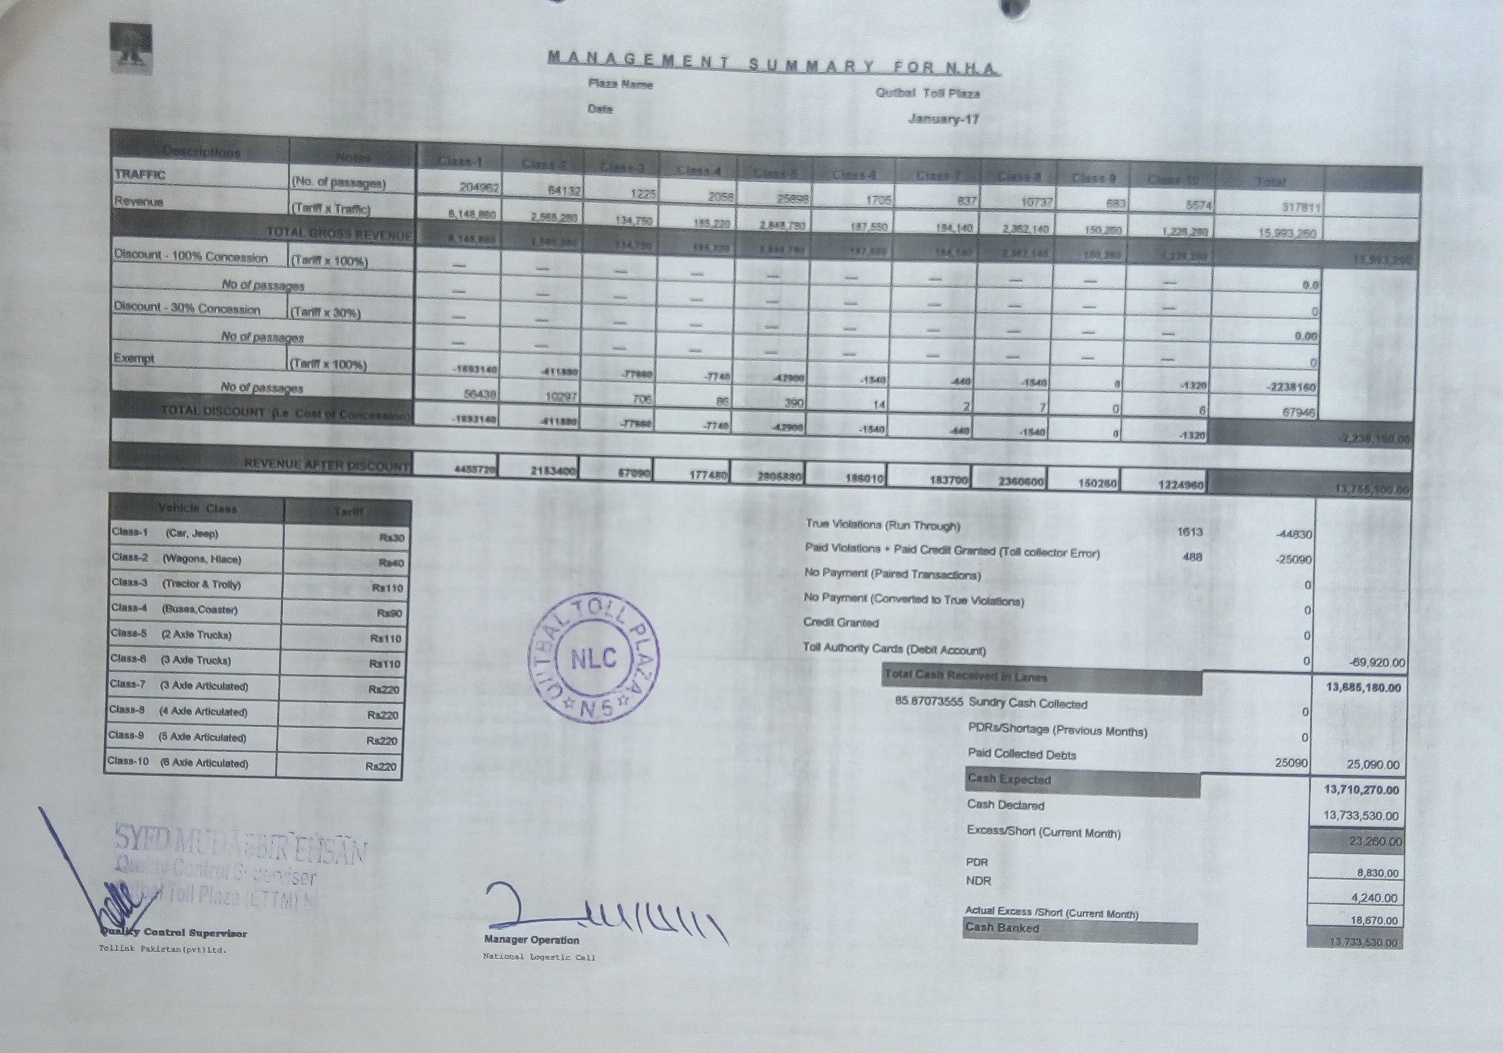 MANAGEMENT SUMMARY FOR N.H.A.
Plaza Name Qutbal Toll Plaza
Date January-17
Descriptions Notes Class-1 Class-2 Class-3 Class-4 Class-5 Class-6 Class-7 Class-8 Class-9 Class-10 Total
TRAFFIC (No. of passages) 204962 64132 1225 2058 25898 1705 837 10737 683 5574 317811
Revenue (Tariff x Traffic) 6,148,860 2,565,280 134,750 185,220 2,848,780 187,550 184,140 2,362,140 150,260 1,226,280 15,993,260
TOTAL GROSS REVENUE 6,148,860 2,565,280 134,750 185,220 2,848,780 187,550 184,140 2,362,140 150,260 1,226,280 15,993,260
Discount - 100% Concession (Tariff x 100%) — — — — — — — — — — 0.0
No of passages — — — — — — — — — — 0
Discount - 30% Concession (Tariff x 30%) — — — — — — — — — — 0.00
No of passages — — — — — — — — — — 0
Exempt (Tariff x 100%) -1693140 -411880 -77660 -7740 -42900 -1540 -440 -1540 0 -1320 -2238160
No of passages 56438 10297 706 86 390 14 2 7 0 6 67946
TOTAL DISCOUNT (i.e Cost of Concession) -1693140 -411880 -77660 -7740 -42900 -1540 -440 -1540 0 -1320 -2,238,160.00
REVENUE AFTER DISCOUNT 4455720 2153400 57090 177480 2805880 186010 183700 2360600 150260 1224960 13,755,100.00
Vehicle Class Tariff
Class-1 (Car, Jeep) Rs30
Class-2 (Wagons, Hiace) Rs40
Class-3 (Tractor & Trolly) Rs110
Class-4 (Buses,Coaster) Rs90
Class-5 (2 Axle Trucks) Rs110
Class-6 (3 Axle Trucks) Rs110
Class-7 (3 Axle Articulated) Rs220
Class-8 (4 Axle Articulated) Rs220
Class-9 (5 Axle Articulated) Rs220
Class-10 (6 Axle Articulated) Rs220
QUTBAL TOLL PLAZA
NLC
N5
True Violations (Run Through) 1613 -44830
Paid Violations + Paid Credit Granted (Toll collector Error) 488 -25090
No Payment (Paired Transactions) 0
No Payment (Converted to True Violations) 0
Credit Granted 0
Toll Authority Cards (Debit Account) 0 -69,920.00
Total Cash Received In Lanes 13,685,180.00
85.87073555 Sundry Cash Collected 0
PDRs/Shortage (Previous Months) 0
Paid Collected Debts 25090 25,090.00
Cash Expected 13,710,270.00
Cash Declared 13,733,530.00
Excess/Short (Current Month) 23,260.00
PDR 8,830.00
NDR 4,240.00
Actual Excess /Short (Current Month) 18,670.00
Cash Banked 13,733,530.00
SYED MUDASSIR EHSAN
Quality Control Superviser
Qutbal Toll Plaza (ETTM)
Quality Control Supervisor
Tollink Pakistan(pvt)ltd.
Manager Operation
National Logestic Cell